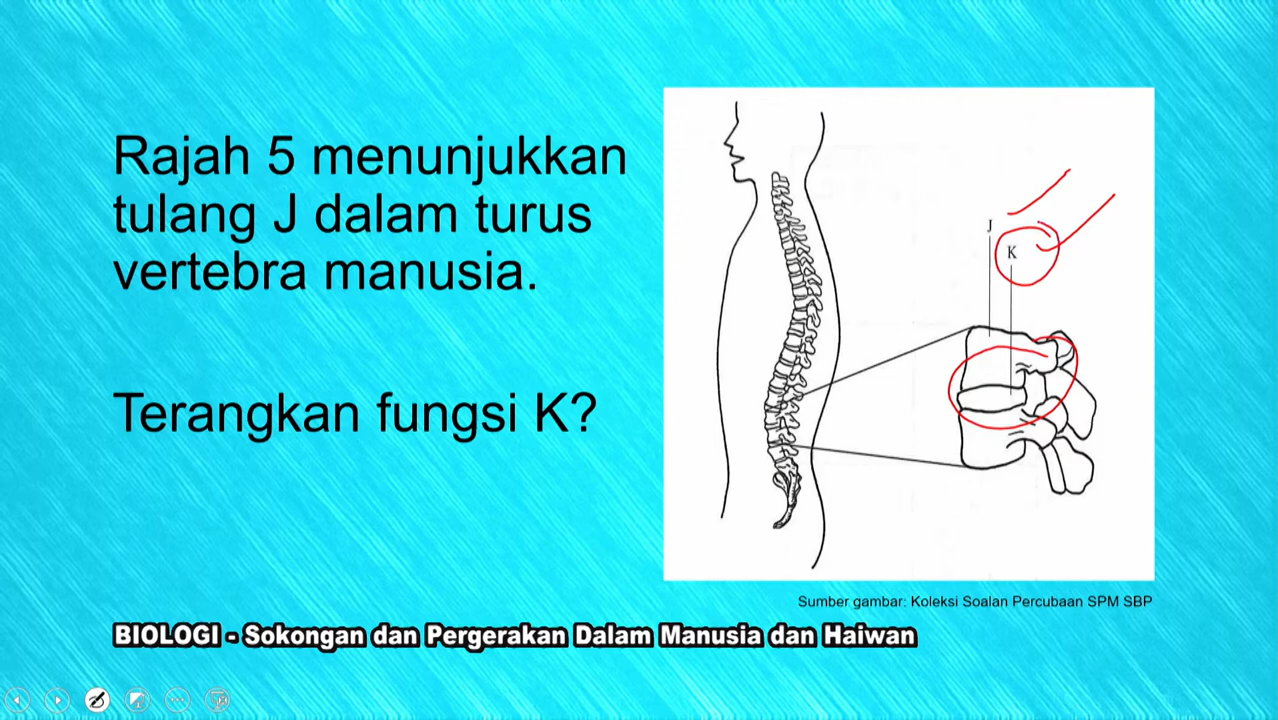 Rajah 5 menunjukkan
tulang J dalam turus
vertebra manusia.
Terangkan fungsi K?
J
K
Sumber gambar: Koleksi Soalan Percubaan SPM SBP
BIOLOGI - Sokongan dan Pergerakan Dalam Manusia dan Haiwan